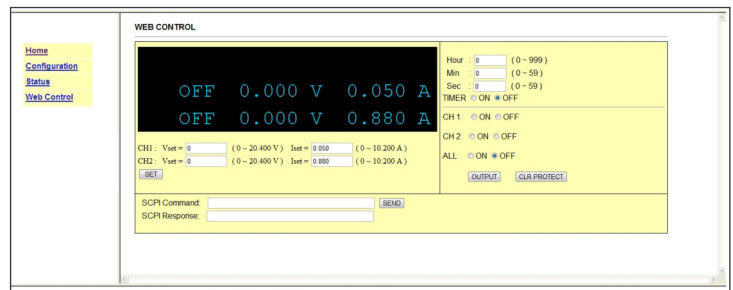 WEB CONTROL
Home
Configuration
Status
Web Control
OFF 0.000 V 0.050 A
OFF 0.000 V 0.880 A
CH1 : Vset = 0 ( 0 ~ 20.400 V ) Iset = 0.050 ( 0 ~ 10.200 A )
CH2 : Vset = 0 ( 0 ~ 20.400 V ) Iset = 0.880 ( 0 ~ 10.200 A )
SET
Hour : 0 ( 0 ~ 999 )
Min : 0 ( 0 ~ 59 )
Sec : 0 ( 0 ~ 59 )
TIMER ON OFF
CH 1 ON OFF
CH 2 ON OFF
ALL ON OFF
OUTPUT CLR PROTECT
SCPI Command: SEND
SCPI Response: